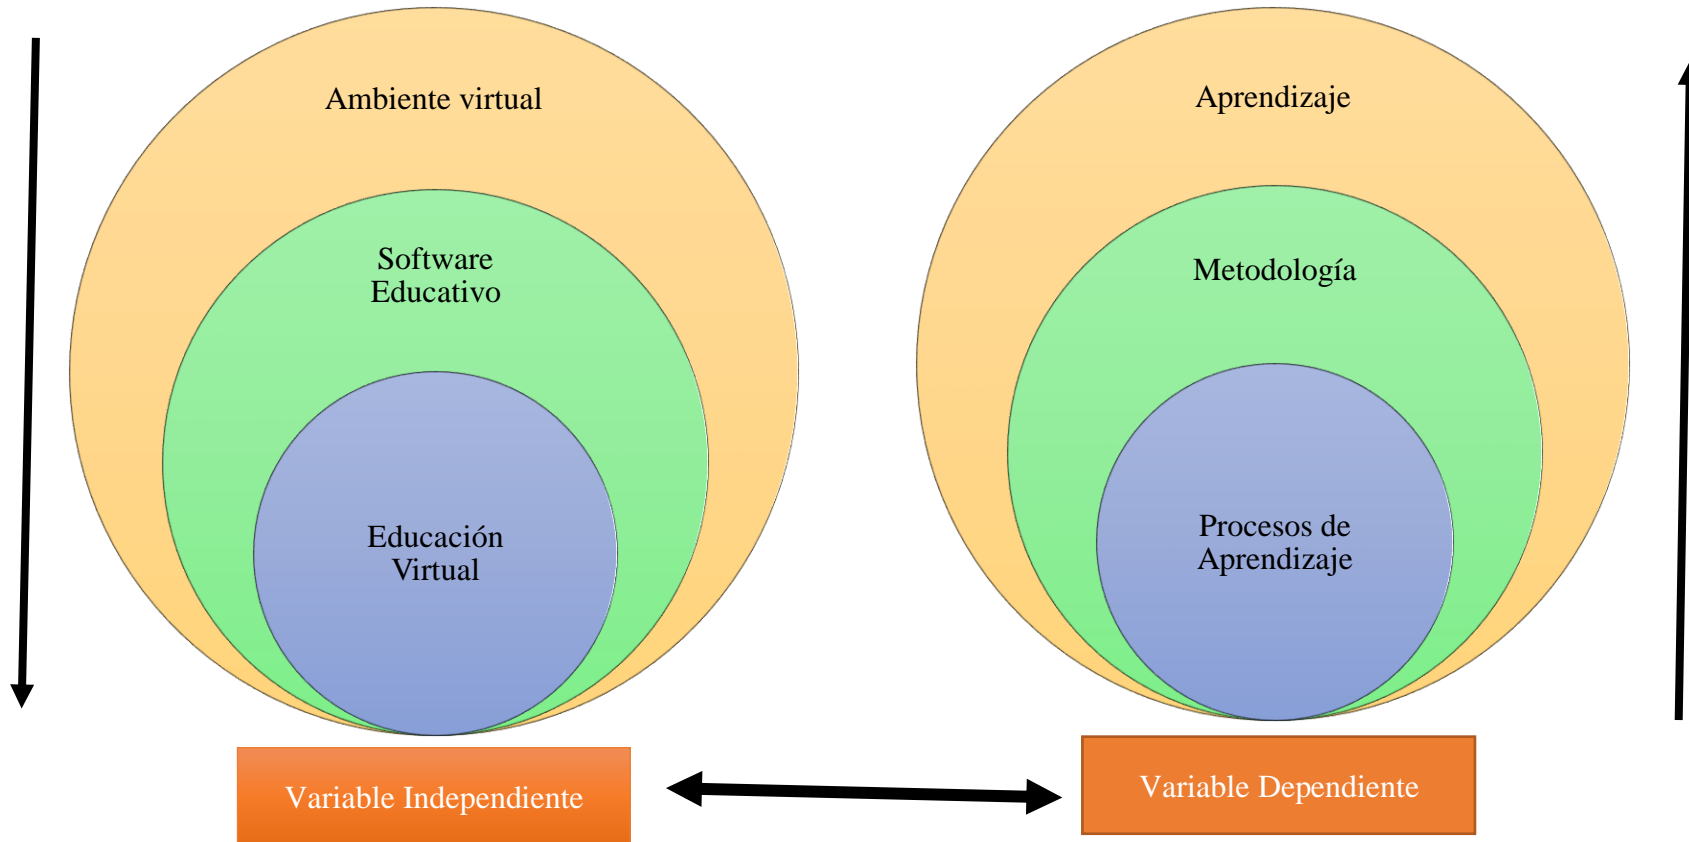 Ambiente virtual
Software
Educativo
Educación
Virtual
Variable Independiente
Aprendizaje
Metodología
Procesos de
Aprendizaje
Variable Dependiente